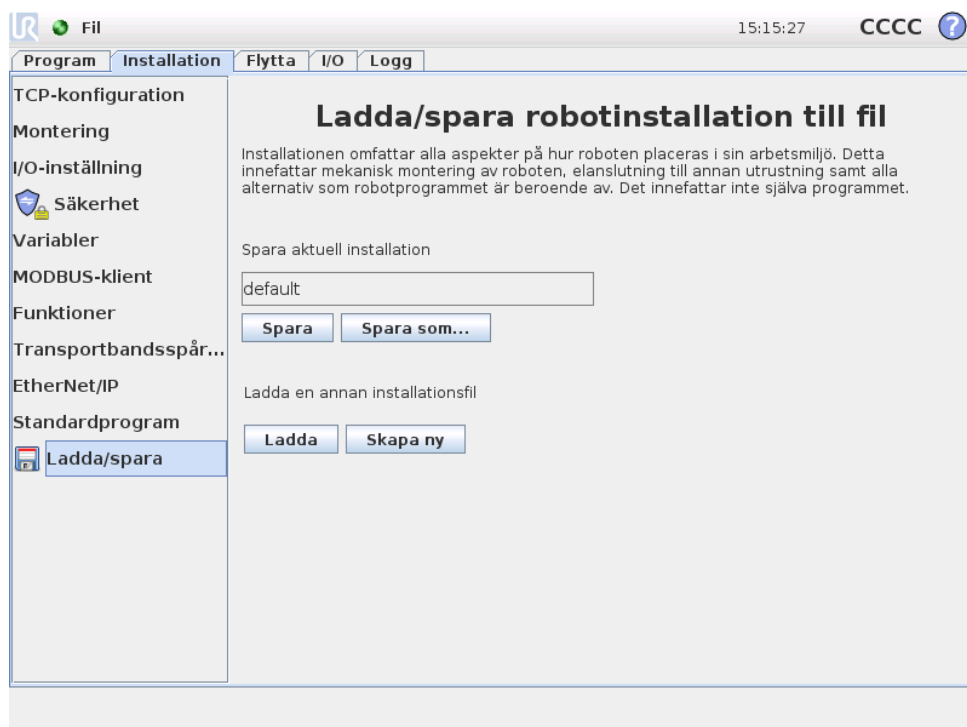 UR
Fil
15:15:27
CCCC
?
Program
Installation
Flytta
I/O
Logg
TCP-konfiguration
Montering
I/O-inställning
Säkerhet
Variabler
MODBUS-klient
Funktioner
Transportbandsspår...
EtherNet/IP
Standardprogram
Ladda/spara
Ladda/spara robotinstallation till fil
Installationen omfattar alla aspekter på hur roboten placeras i sin arbetsmiljö. Detta
innefattar mekanisk montering av roboten, elanslutning till annan utrustning samt alla
alternativ som robotprogrammet är beroende av. Det innefattar inte själva programmet.
Spara aktuell installation
default
Spara
Spara som...
Ladda en annan installationsfil
Ladda
Skapa ny